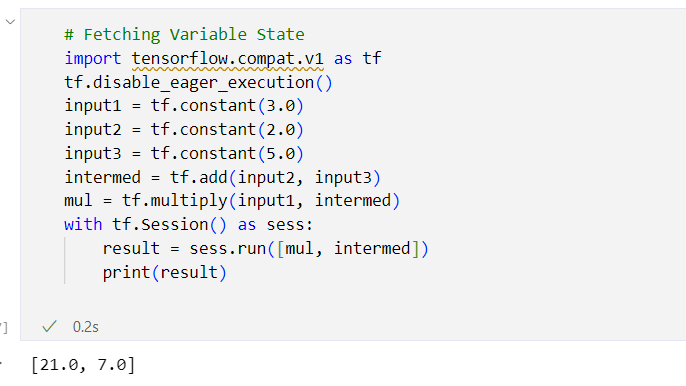 # Fetching Variable State
import tensorflow.compat.v1 as tf
tf.disable_eager_execution()
input1 = tf.constant(3.0)
input2 = tf.constant(2.0)
input3 = tf.constant(5.0)
intermed = tf.add(input2, input3)
mul = tf.multiply(input1, intermed)
with tf.Session() as sess:
    result = sess.run([mul, intermed])
    print(result)
]
0.2s
[21.0, 7.0]